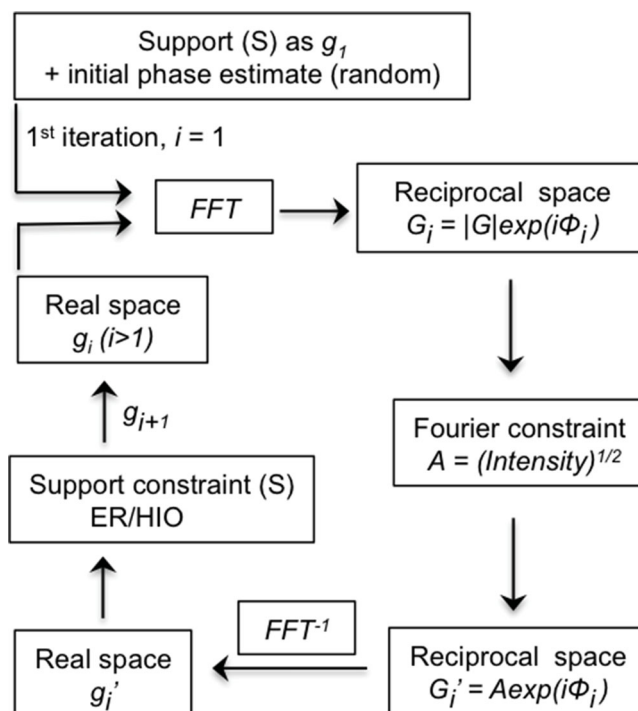 Support (S) as g₁
+ initial phase estimate (random)
1ˢᵗ iteration, i = 1
FFT
Reciprocal space
Gᵢ = |G|exp(iΦᵢ)
Fourier constraint
A = (Intensity)¹ᐟ²
Reciprocal space
Gᵢ' = Aexp(iΦᵢ)
FFT⁻¹
Real space
gᵢ'
Support constraint (S)
ER/HIO
gᵢ₊₁
Real space
gᵢ (i>1)